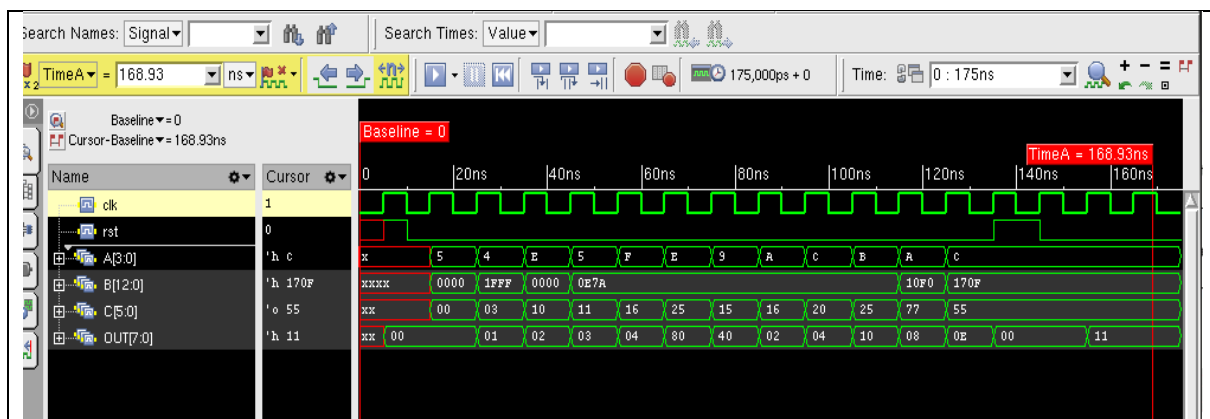 Search Names: Signal Search Times: Value
x2 TimeA = 168.93 ns 175,000ps + 0 Time: 0 : 175ns
Baseline = 0
Cursor-Baseline = 168.93ns
Baseline = 0
TimeA = 168.93ns
Name Cursor 0 20ns 40ns 60ns 80ns 100ns 120ns 140ns 160ns
clk 1
rst 0
A[3:0] 'h c x 5 4 E 5 F E 9 A C B A C
B[12:0] 'h 170F xxxx 0000 1FFF 0000 0E7A 10F0 170F
C[5:0] 'o 55 xx 00 03 10 11 16 25 15 16 20 25 77 55
OUT[7:0] 'h 11 xx 00 01 02 03 04 80 40 02 04 10 08 0E 00 11